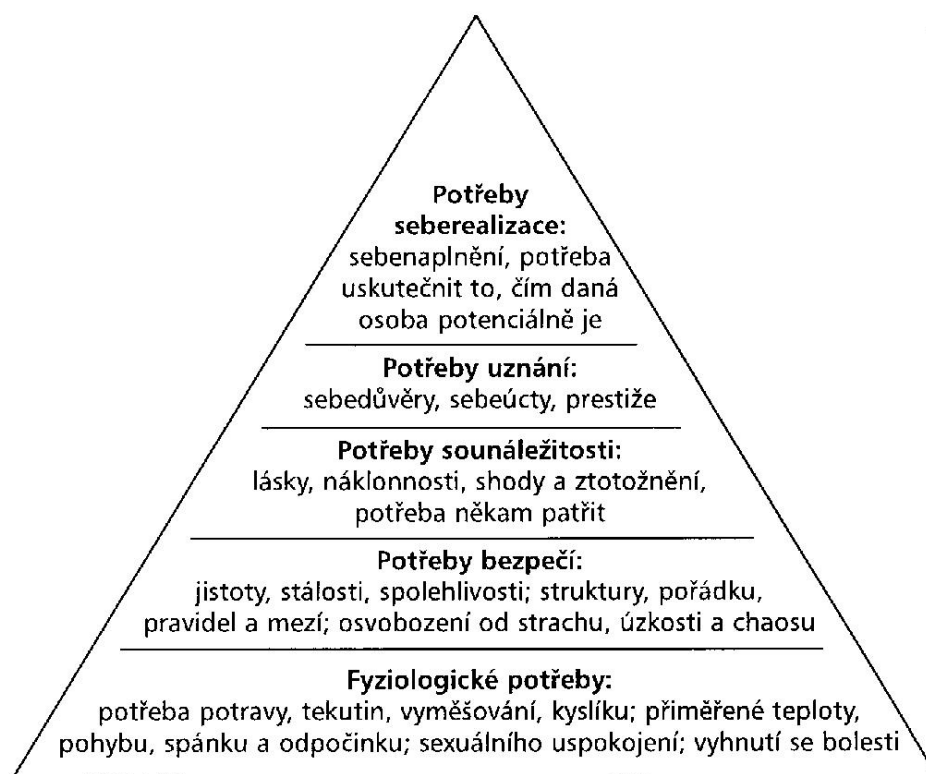 Potřeby
seberealizace:
sebenaplnění, potřeba
uskutečnit to, čím daná
osoba potenciálně je
Potřeby uznání:
sebedůvěry, sebeúcty, prestiže
Potřeby sounáležitosti:
lásky, náklonnosti, shody a ztotožnění,
potřeba někam patřit
Potřeby bezpečí:
jistoty, stálosti, spolehlivosti; struktury, pořádku,
pravidel a mezí; osvobození od strachu, úzkosti a chaosu
Fyziologické potřeby:
potřeba potravy, tekutin, vyměšování, kyslíku; přiměřené teploty,
pohybu, spánku a odpočinku; sexuálního uspokojení; vyhnutí se bolesti